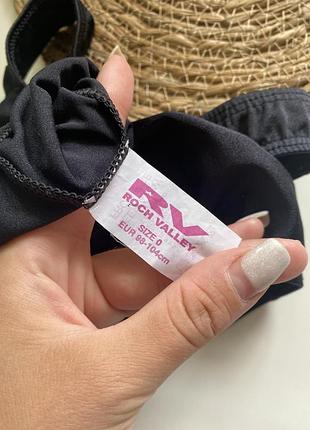 RV
ROCH VALLEY
SIZE 0
EUR 98-104cm